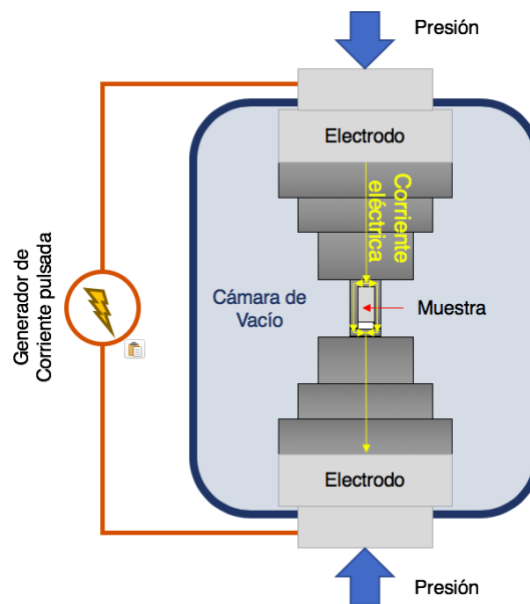 Presión
Electrodo
Corriente
eléctrica
Cámara de
Vacío
Muestra
Generador de
Corriente pulsada
Electrodo
Presión